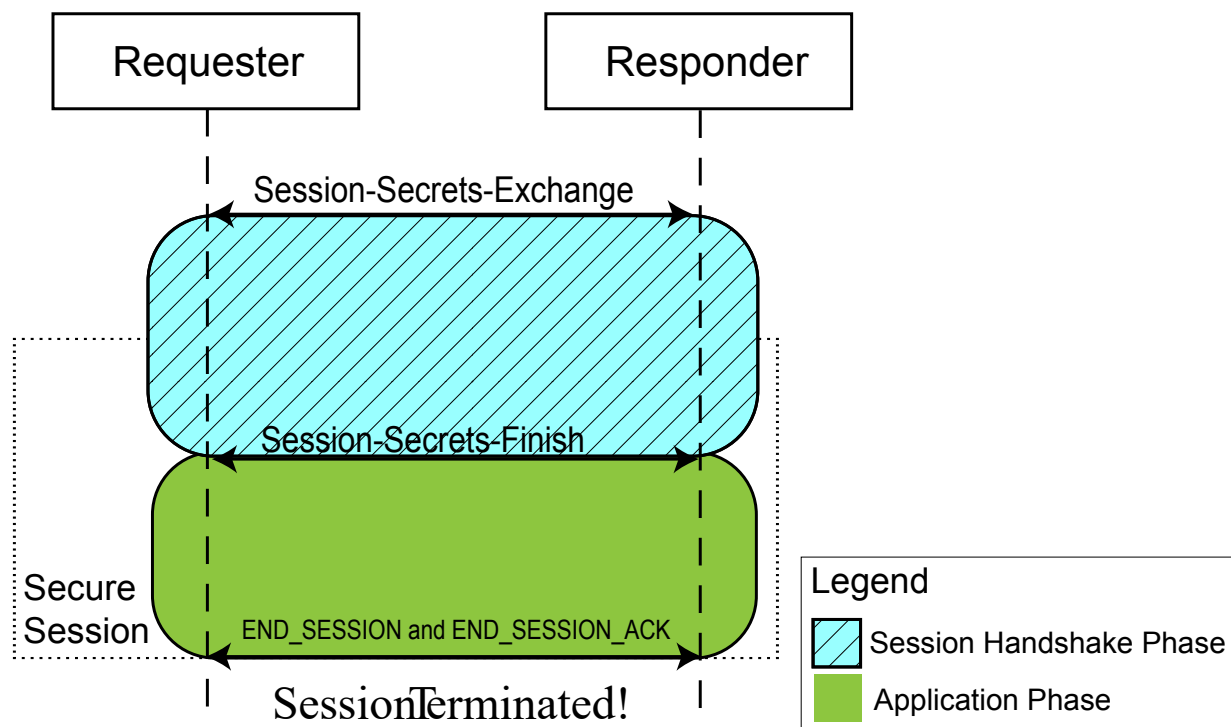 Requester
Responder
Session-Secrets-Exchange
Session-Secrets-Finish
Secure
Session
END_SESSION and END_SESSION_ACK
SessionTerminated!
Legend
Session Handshake Phase
Application Phase